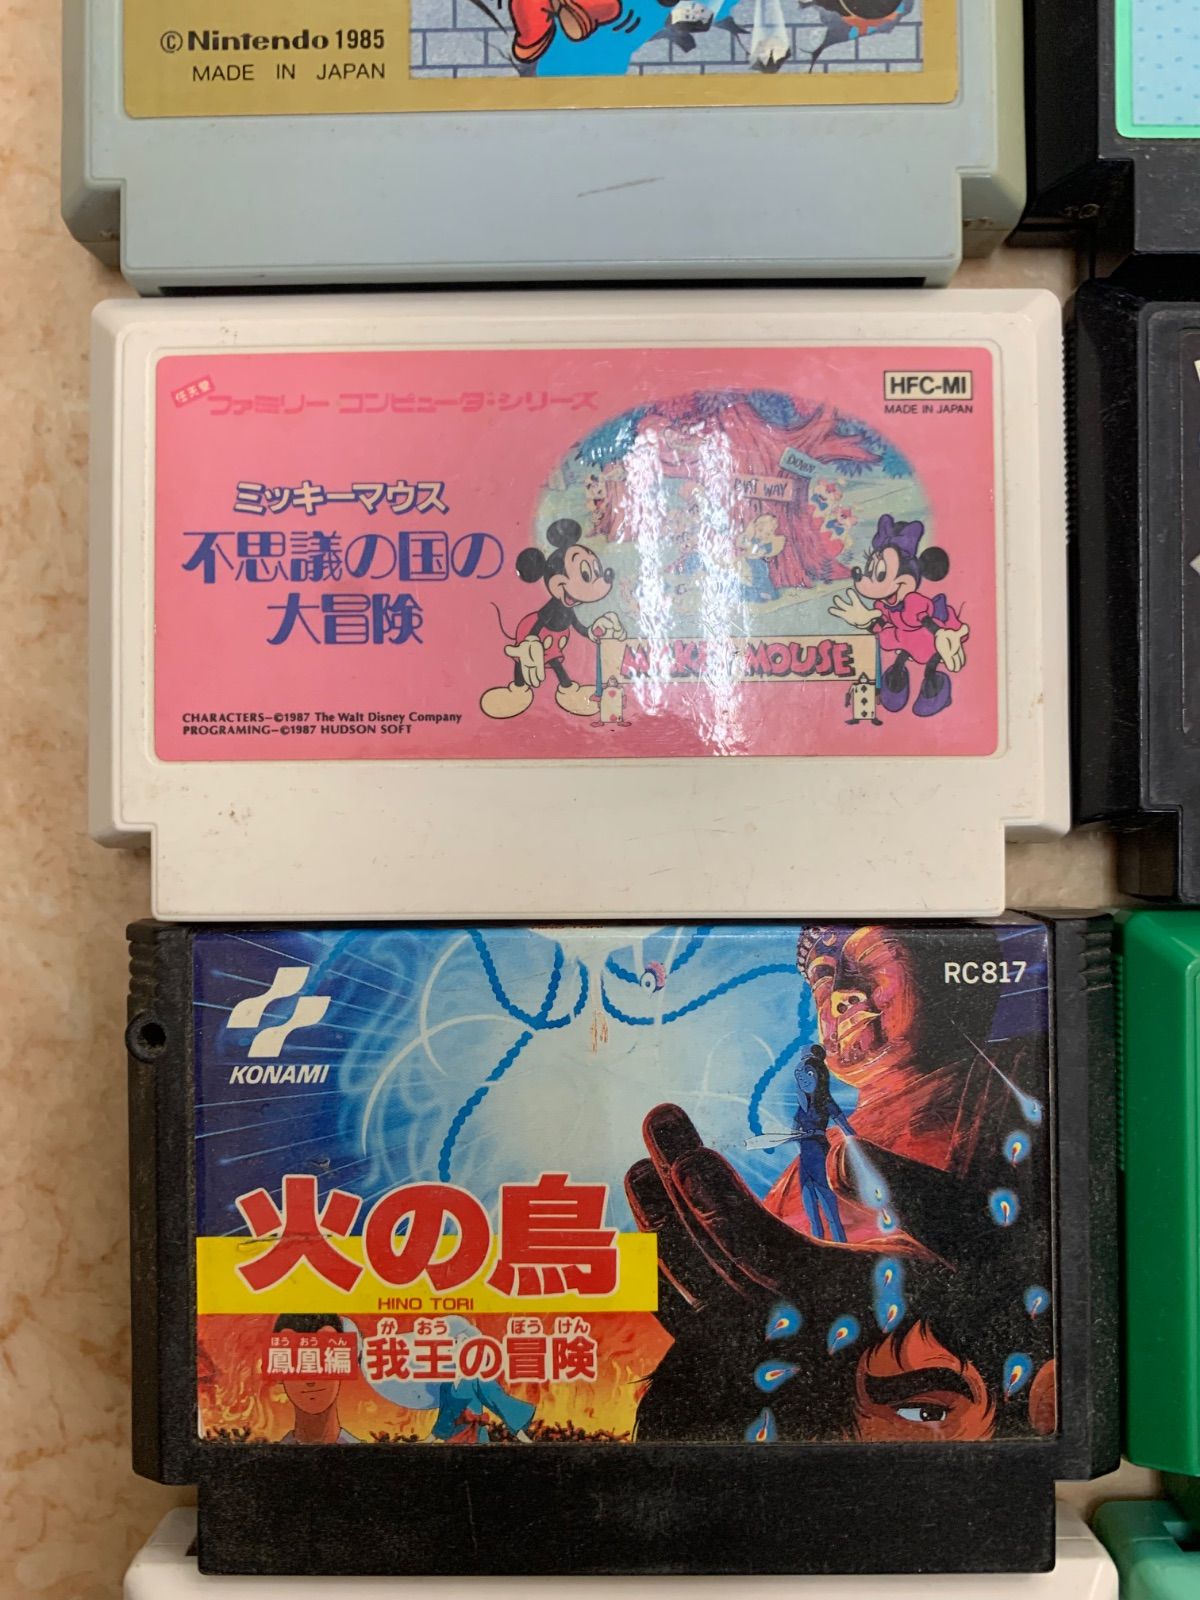 ©Nintendo 1985
MADE IN JAPAN
任天堂
ファミリー コンピュータ・シリーズ
HFC-MI
MADE IN JAPAN
ミッキーマウス
不思議の国の
大冒険
DOWN
THAT WAY
MICKEY MOUSE
CHARACTERS—©1987 The Walt Disney Company
PROGRAMING—©1987 HUDSON SOFT
KONAMI
RC817
火の鳥
HINO TORI
ほう おう へん
鳳凰編
が おう ぼう けん
我王の冒険